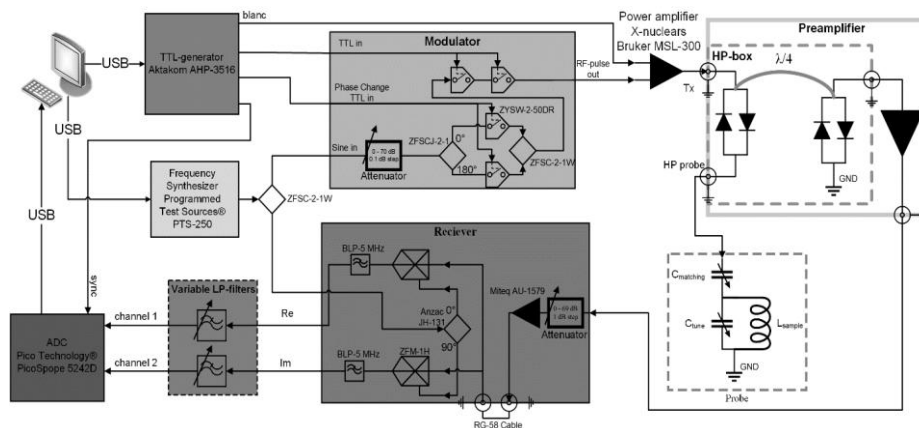 blanc
Power amplifier
X-nuclears
Bruker MSL-300
Preamplifier
TTL-generator
Aktakom AHP-3516
USB
TTL in
Modulator
RF-pulse
out
HP-box
λ/4
Tx
Phase Change
TTL in
ZYSW-2-50DR
ZFSCJ-2-1
0°
180°
ZFSC-2-1W
Sine in
0 - 70 dB
0.1 dB step
Attenuator
HP probe
GND
USB
Frequency
Synthesizer
Programmed
Test Sources®
PTS-250
ZFSC-2-1W
USB
sync
Reciever
BLP-5 MHz
Miteq AU-1579
Attenuator
Anzac
JH-131
0°
90°
Variable LP-filters
channel 1
Re
channel 2
Im
BLP-5 MHz
ZFM-1H
ADC
Pico Technology®
PicoSpope 5242D
Cmatching
Ctune
Lsample
GND
Probe
RG-58 Cable